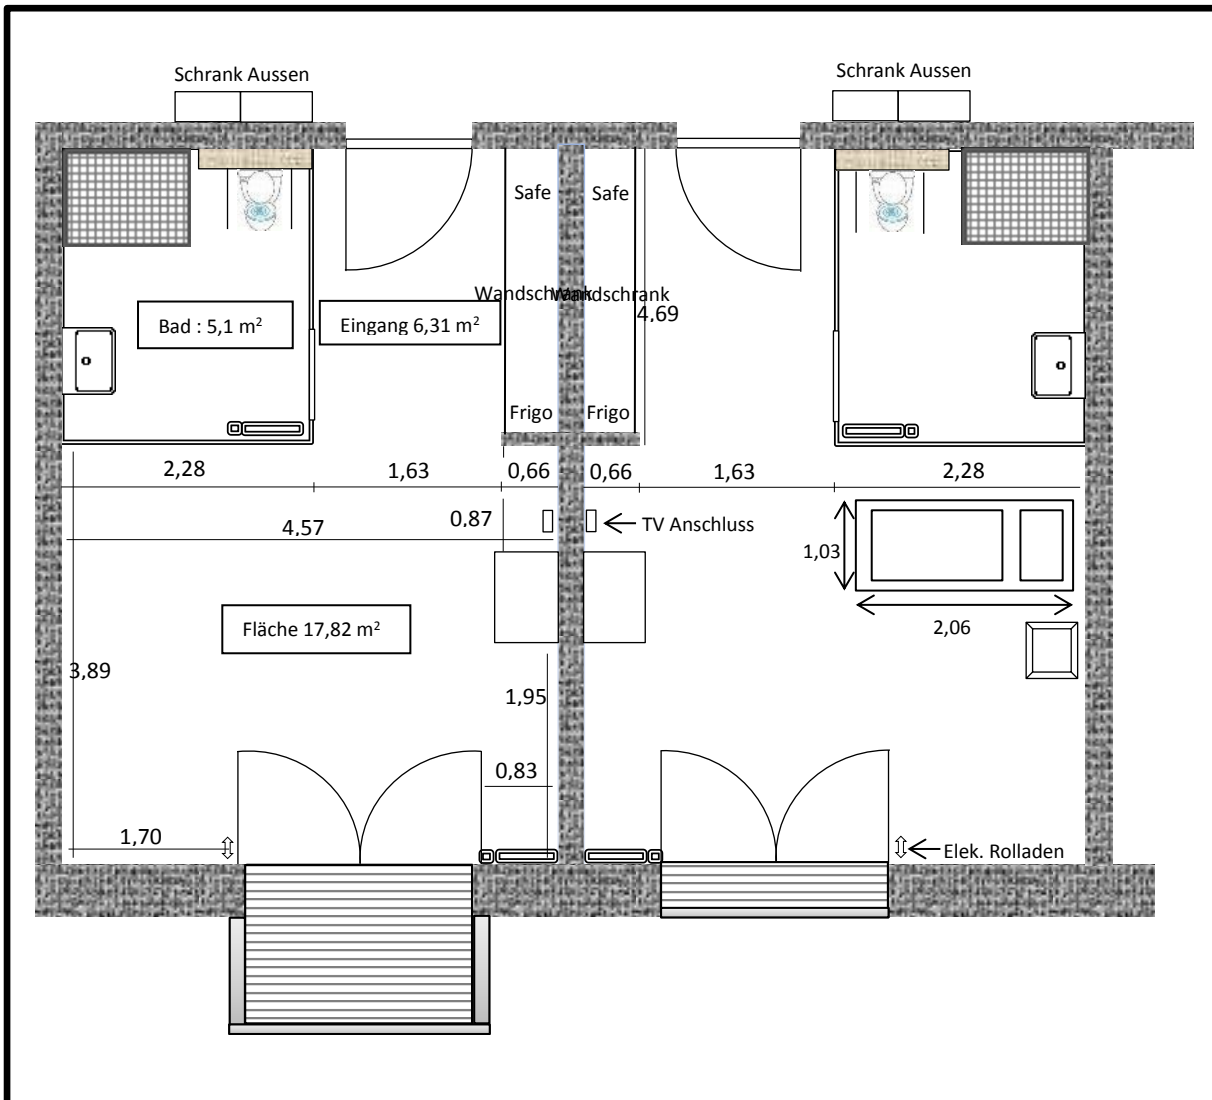 Schrank Aussen
Schrank Aussen
Safe
Safe
Wandschrank
Wandschrank
4,69
Bad : 5,1 m²
Eingang 6,31 m²
Frigo
Frigo
2,28
1,63
0,66
0,66
1,63
2,28
4,57
0,87
TV Anschluss
1,03
2,06
Fläche 17,82 m²
3,89
1,95
0,83
1,70
Elek. Rolladen